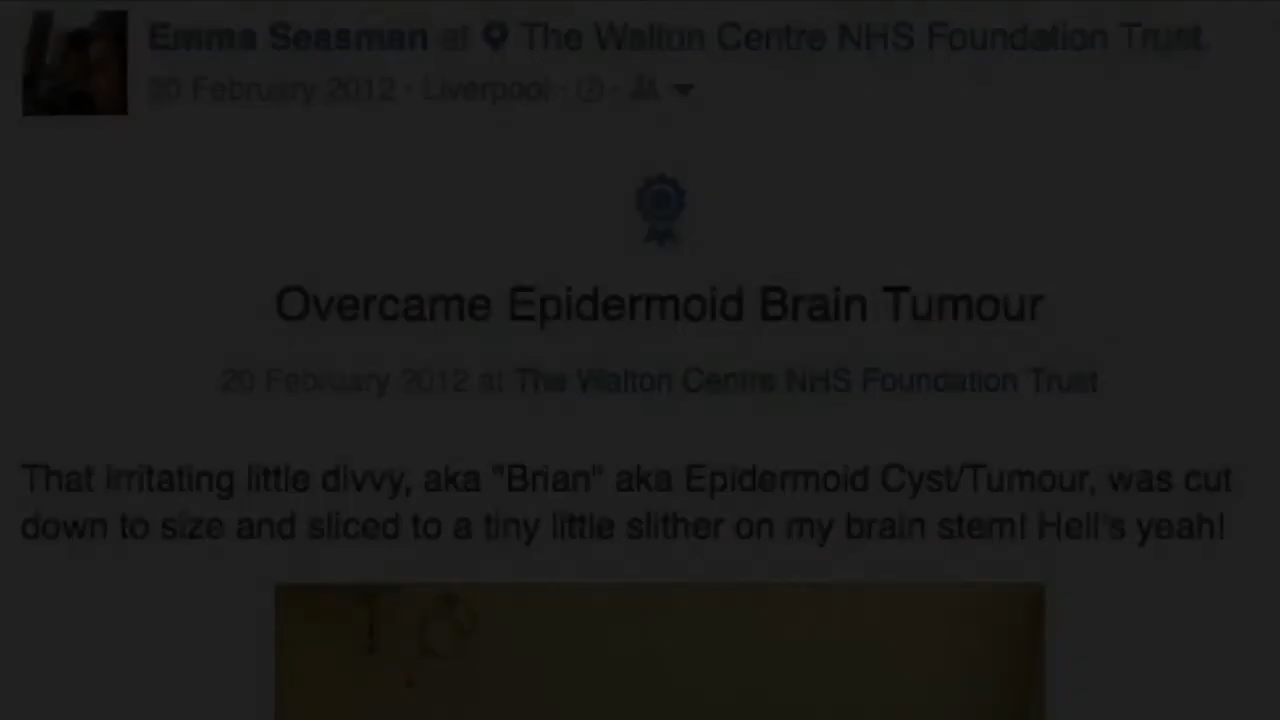 Emma Seasman at The Walton Centre NHS Foundation Trust.
20 February 2012 · Liverpool ·
Overcame Epidermoid Brain Tumour
20 February 2012 at The Walton Centre NHS Foundation Trust
That irritating little divvy, aka "Brian" aka Epidermoid Cyst/Tumour, was cut
down to size and sliced to a tiny little slither on my brain stem! Hell's yeah!